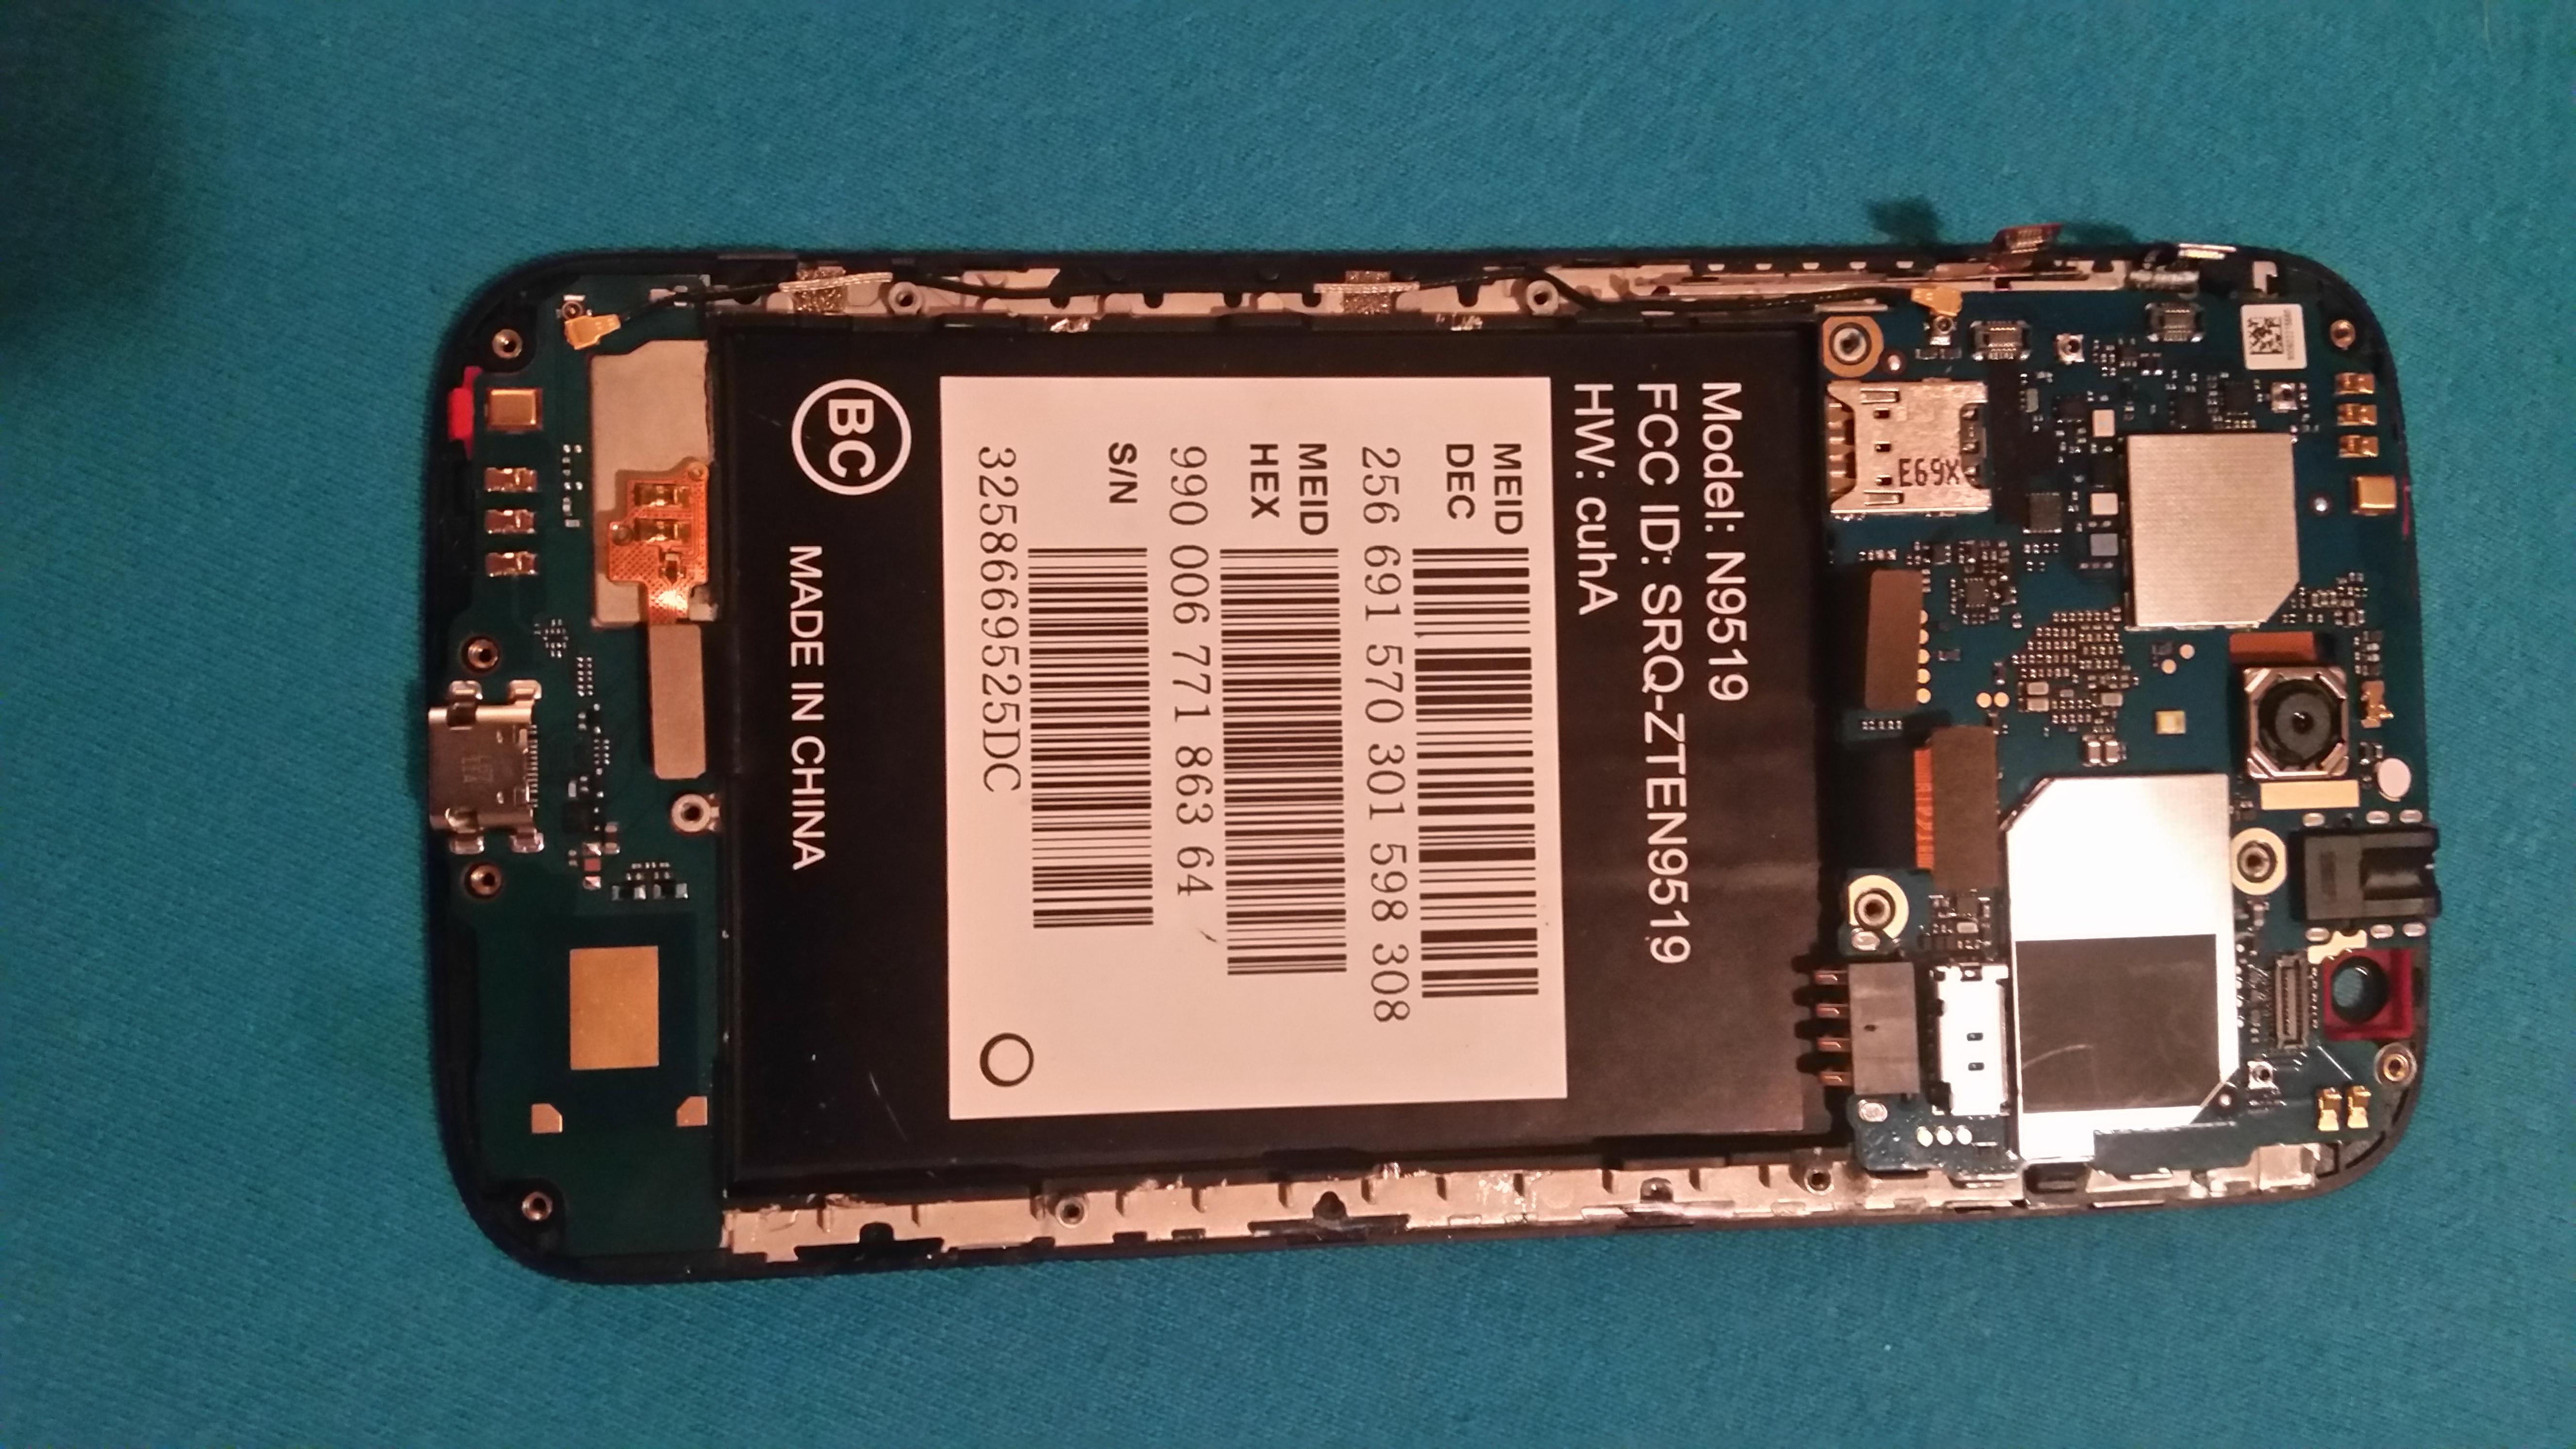 Model: N9519
FCC ID: SRQ-ZTEN9519
HW: cuhA
MEID
DEC
256 691 570 301 598 308
MEID
HEX
990 006 771 863 64
S/N
32586669525DC
BC
MADE IN CHINA
E69X